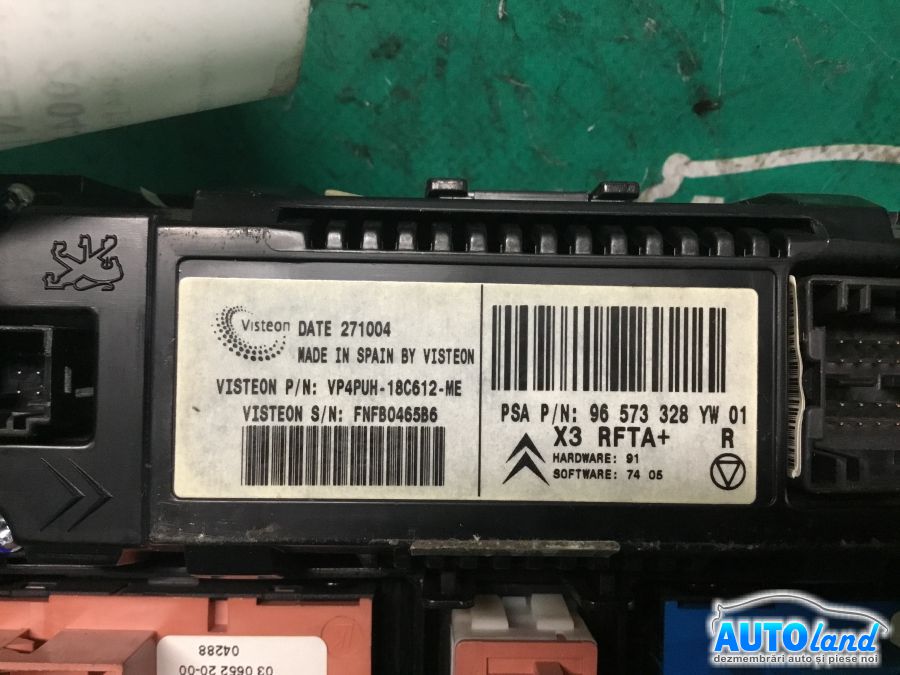 Visteon
DATE 271004
MADE IN SPAIN BY VISTEON
VISTEON P/N: VP4PUH-18C612-ME
VISTEON S/N: FNFB0465B6
PSA P/N: 96 573 328 YW 01
X3 RFTA+ R
HARDWARE: 91
SOFTWARE: 74 05
04288
03 0652 20-00
AUTOland
dezmembrări auto și piese noi